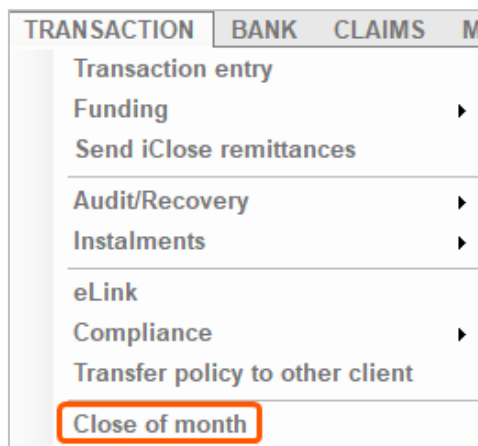 TRANSACTION BANK CLAIMS M
Transaction entry
Funding
Send iClose remittances
Audit/Recovery
Instalments
eLink
Compliance
Transfer policy to other client
Close of month